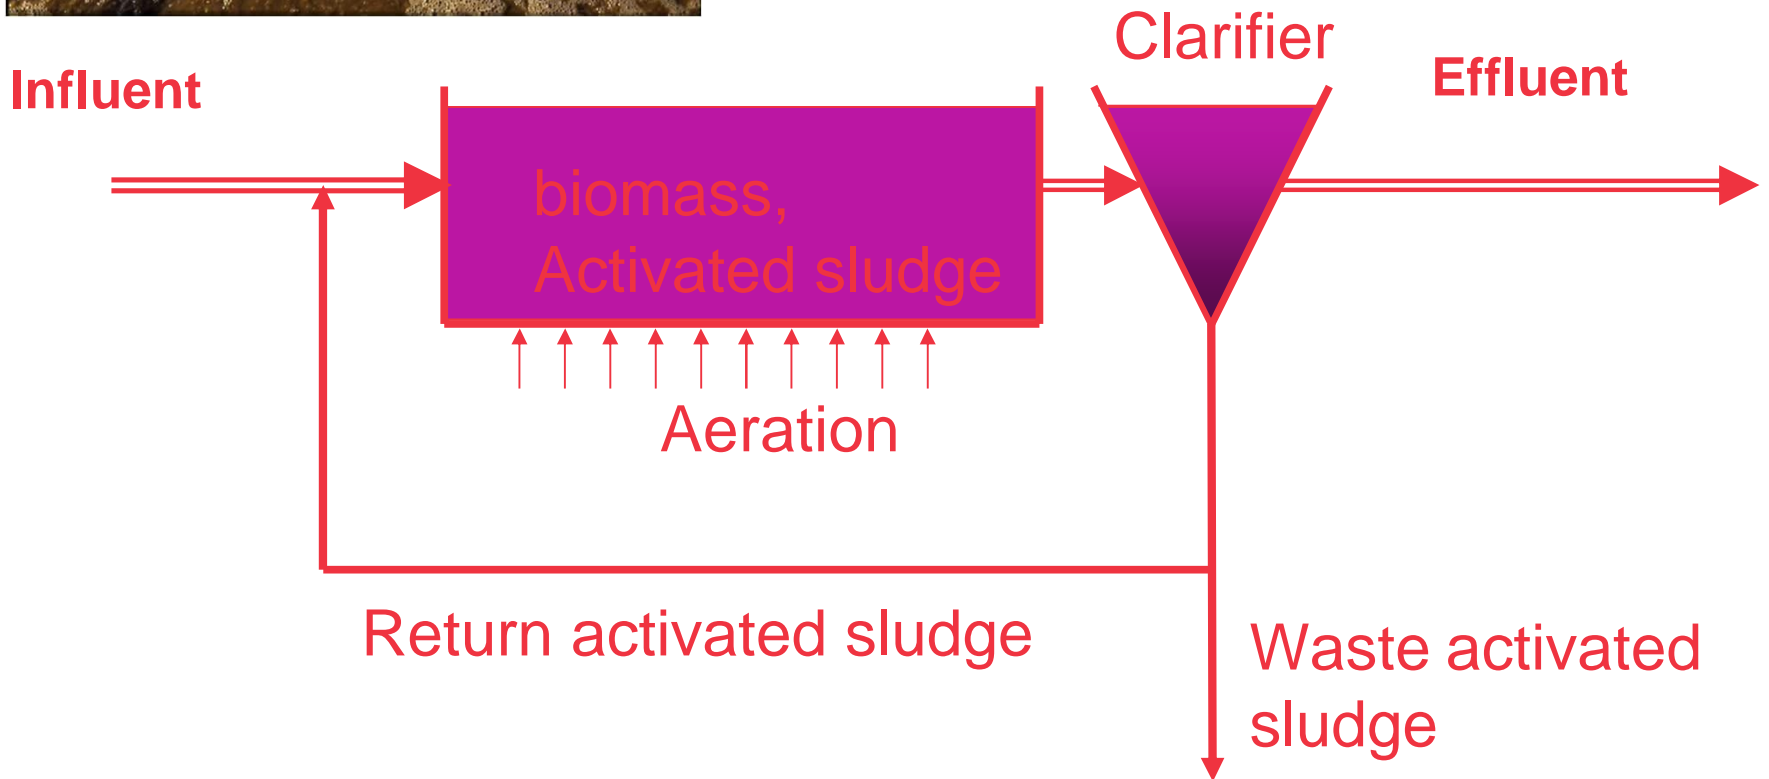 Clarifier
Influent
Effluent
biomass,
Activated sludge
Aeration
Return activated sludge
Waste activated
sludge